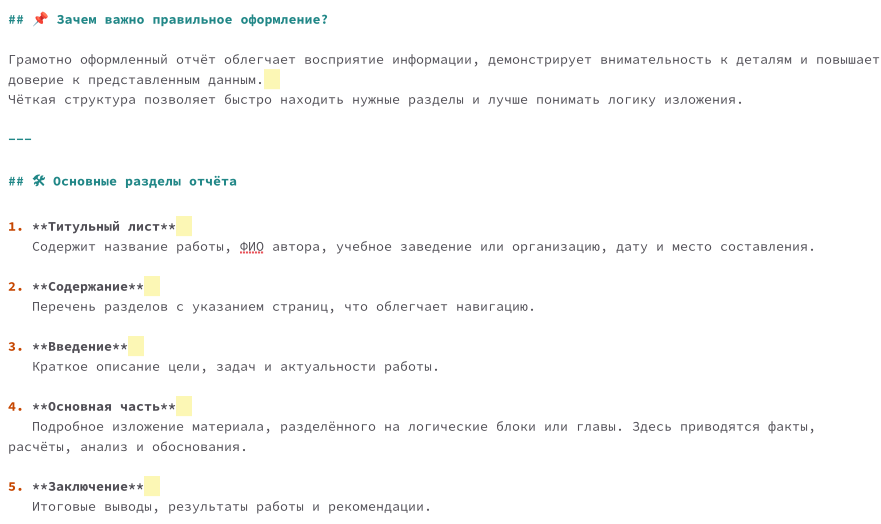 ## 📌 Зачем важно правильное оформление?
Грамотно оформленный отчёт облегчает восприятие информации, демонстрирует внимательность к деталям и повышает
доверие к представленным данным.
Чёткая структура позволяет быстро находить нужные разделы и лучше понимать логику изложения.
---
## 🛠 Основные разделы отчёта
1. **Титульный лист**
Содержит название работы, ФИО автора, учебное заведение или организацию, дату и место составления.
2. **Содержание**
Перечень разделов с указанием страниц, что облегчает навигацию.
3. **Введение**
Краткое описание цели, задач и актуальности работы.
4. **Основная часть**
Подробное изложение материала, разделённого на логические блоки или главы. Здесь приводятся факты,
расчёты, анализ и обоснования.
5. **Заключение**
Итоговые выводы, результаты работы и рекомендации.